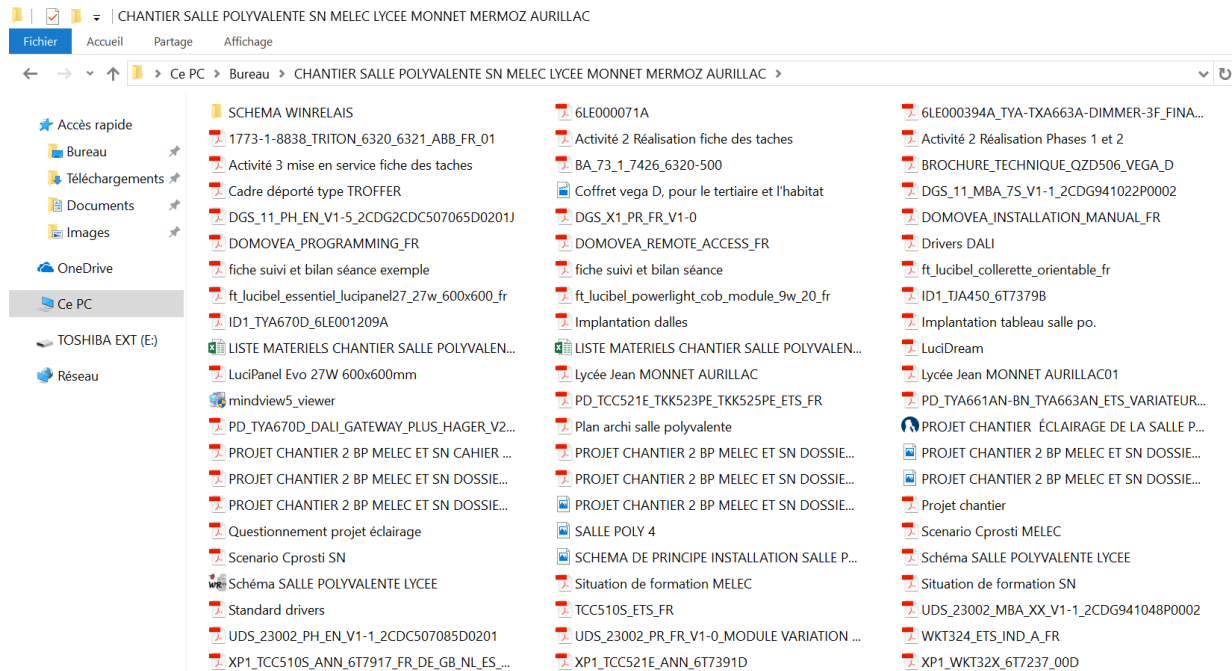 CHANTIER SALLE POLYVALENTE SN MELEC LYCEE MONNET MERMOZ AURILLAC
Fichier Accueil Partage Affichage
Ce PC > Bureau > CHANTIER SALLE POLYVALENTE SN MELEC LYCEE MONNET MERMOZ AURILLAC >
Accès rapide
Bureau
Téléchargements
Documents
Images
OneDrive
Ce PC
TOSHIBA EXT (E:)
Réseau
SCHEMA WINRELAIS 6LE000071A 6LE000394A_TYA-TXA663A-DIMMER-3F_FINA...
1773-1-8838_TRITON_6320_6321_ABB_FR_01 Activité 2 Réalisation fiche des taches Activité 2 Réalisation Phases 1 et 2
Activité 3 mise en service fiche des taches BA_73_1_7426_6320-500 BROCHURE_TECHNIQUE_QZD506_VEGA_D
Cadre déporté type TROFFER Coffret vega D, pour le tertiaire et l'habitat DGS_11_MBA_7S_V1-1_2CDG941022P0002
DGS_11_PH_EN_V1-5_2CDG2CDC507065D0201J DGS_X1_PR_FR_V1-0 DOMOVEA_INSTALLATION_MANUAL_FR
DOMOVEA_PROGRAMMING_FR DOMOVEA_REMOTE_ACCESS_FR Drivers DALI
fiche suivi et bilan séance exemple fiche suivi et bilan séance ft_lucibel_collerette_orientable_fr
ft_lucibel_essentiel_lucipanel27_27w_600x600_fr ft_lucibel_powerlight_cob_module_9w_20_fr ID1_TJA450_6T7379B
ID1_TYA670D_6LE001209A Implantation dalles Implantation tableau salle po.
LISTE MATERIELS CHANTIER SALLE POLYVALEN... LISTE MATERIELS CHANTIER SALLE POLYVALEN... LuciDream
LuciPanel Evo 27W 600x600mm Lycée Jean MONNET AURILLAC Lycée Jean MONNET AURILLAC01
mindview5_viewer PD_TCC521E_TKK523PE_TKK525PE_ETS_FR PD_TYA661AN-BN_TYA663AN_ETS_VARIATEUR...
PD_TYA670D_DALI_GATEWAY_PLUS_HAGER_V2... Plan archi salle polyvalente PROJET CHANTIER ÉCLAIRAGE DE LA SALLE P...
PROJET CHANTIER 2 BP MELEC ET SN CAHIER ... PROJET CHANTIER 2 BP MELEC ET SN DOSSIE... PROJET CHANTIER 2 BP MELEC ET SN DOSSIE...
PROJET CHANTIER 2 BP MELEC ET SN DOSSIE... PROJET CHANTIER 2 BP MELEC ET SN DOSSIE... PROJET CHANTIER 2 BP MELEC ET SN DOSSIE...
PROJET CHANTIER 2 BP MELEC ET SN DOSSIE... PROJET CHANTIER 2 BP MELEC ET SN DOSSIE... Projet chantier
Questionnement projet éclairage SALLE POLY 4 Scenario Cprosti MELEC
Scenario Cprosti SN SCHEMA DE PRINCIPE INSTALLATION SALLE P... Schéma SALLE POLYVALENTE LYCEE
Schéma SALLE POLYVALENTE LYCEE Situation de formation MELEC Situation de formation SN
Standard drivers TCC510S_ETS_FR UDS_23002_MBA_XX_V1-1_2CDG941048P0002
UDS_23002_PH_EN_V1-1_2CDC507085D0201 UDS_23002_PR_FR_V1-0_MODULE VARIATION ... WKT324_ETS_IND_A_FR
XP1_TCC510S_ANN_6T7917_FR_DE_GB_NL_ES_... XP1_TCC521E_ANN_6T7391D XP1_WKT32X_6T7237_00D